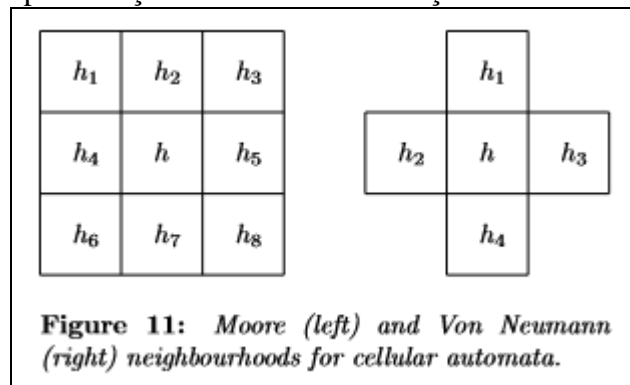 h₁ h₂ h₃ h₁
h₄ h h₅ h₂ h h₃
h₆ h₇ h₈ h₄
Figure 11: Moore (left) and Von Neumann
(right) neighbourhoods for cellular automata.